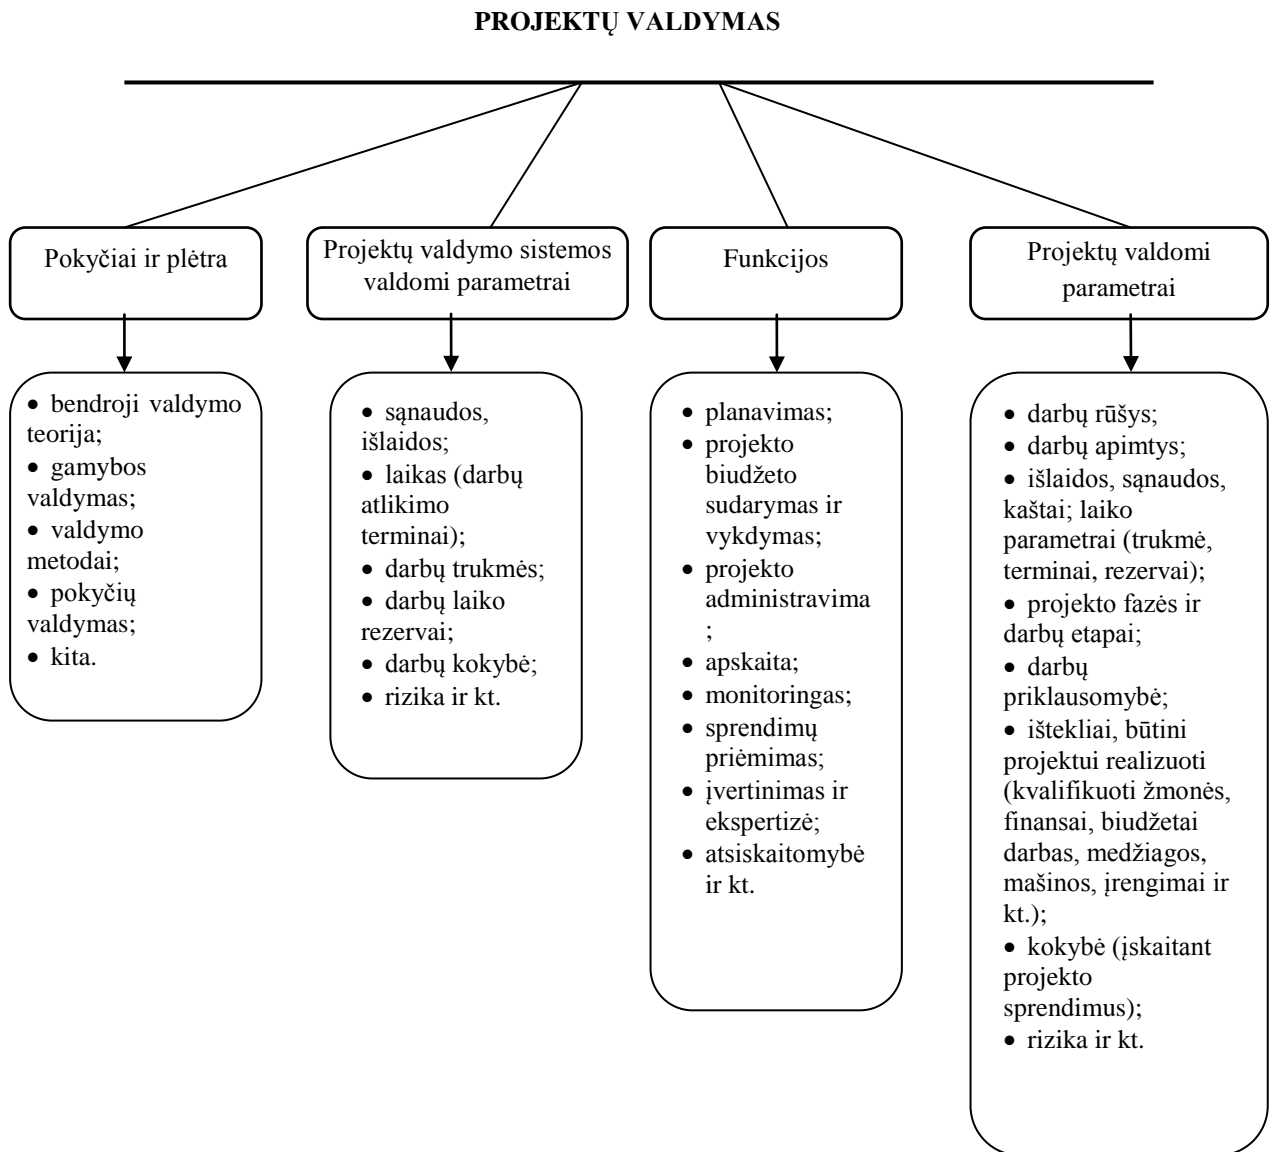 PROJEKTŲ VALDYMAS
Pokyčiai ir plėtra
Projektų valdymo sistemos
valdomi parametrai
Funkcijos
Projektų valdomi
parametrai
• bendroji valdymo
teorija;
• gamybos
valdymas;
• valdymo
metodai;
• pokyčių
valdymas;
• kita.
• sąnaudos,
išlaidos;
• laikas (darbų
atlikimo
terminai);
• darbų trukmės;
• darbų laiko
rezervai;
• darbų kokybė;
• rizika ir kt.
• planavimas;
• projekto
biudžeto
sudarymas ir
vykdymas;
• projekto
administravima
;
• apskaita;
• monitoringas;
• sprendimų
priėmimas;
• įvertinimas ir
ekspertizė;
• atsiskaitomybė
ir kt.
• darbų rūšys;
• darbų apimtys;
• išlaidos, sąnaudos,
kaštai; laiko
parametrai (trukmė,
terminai, rezervai);
• projekto fazės ir
darbų etapai;
• darbų
priklausomybė;
• ištekliai, būtini
projektui realizuoti
(kvalifikuoti žmonės,
finansai, biudžetai
darbas, medžiagos,
mašinos, įrengimai ir
kt.);
• kokybė (įskaitant
projekto
sprendimus);
• rizika ir kt.